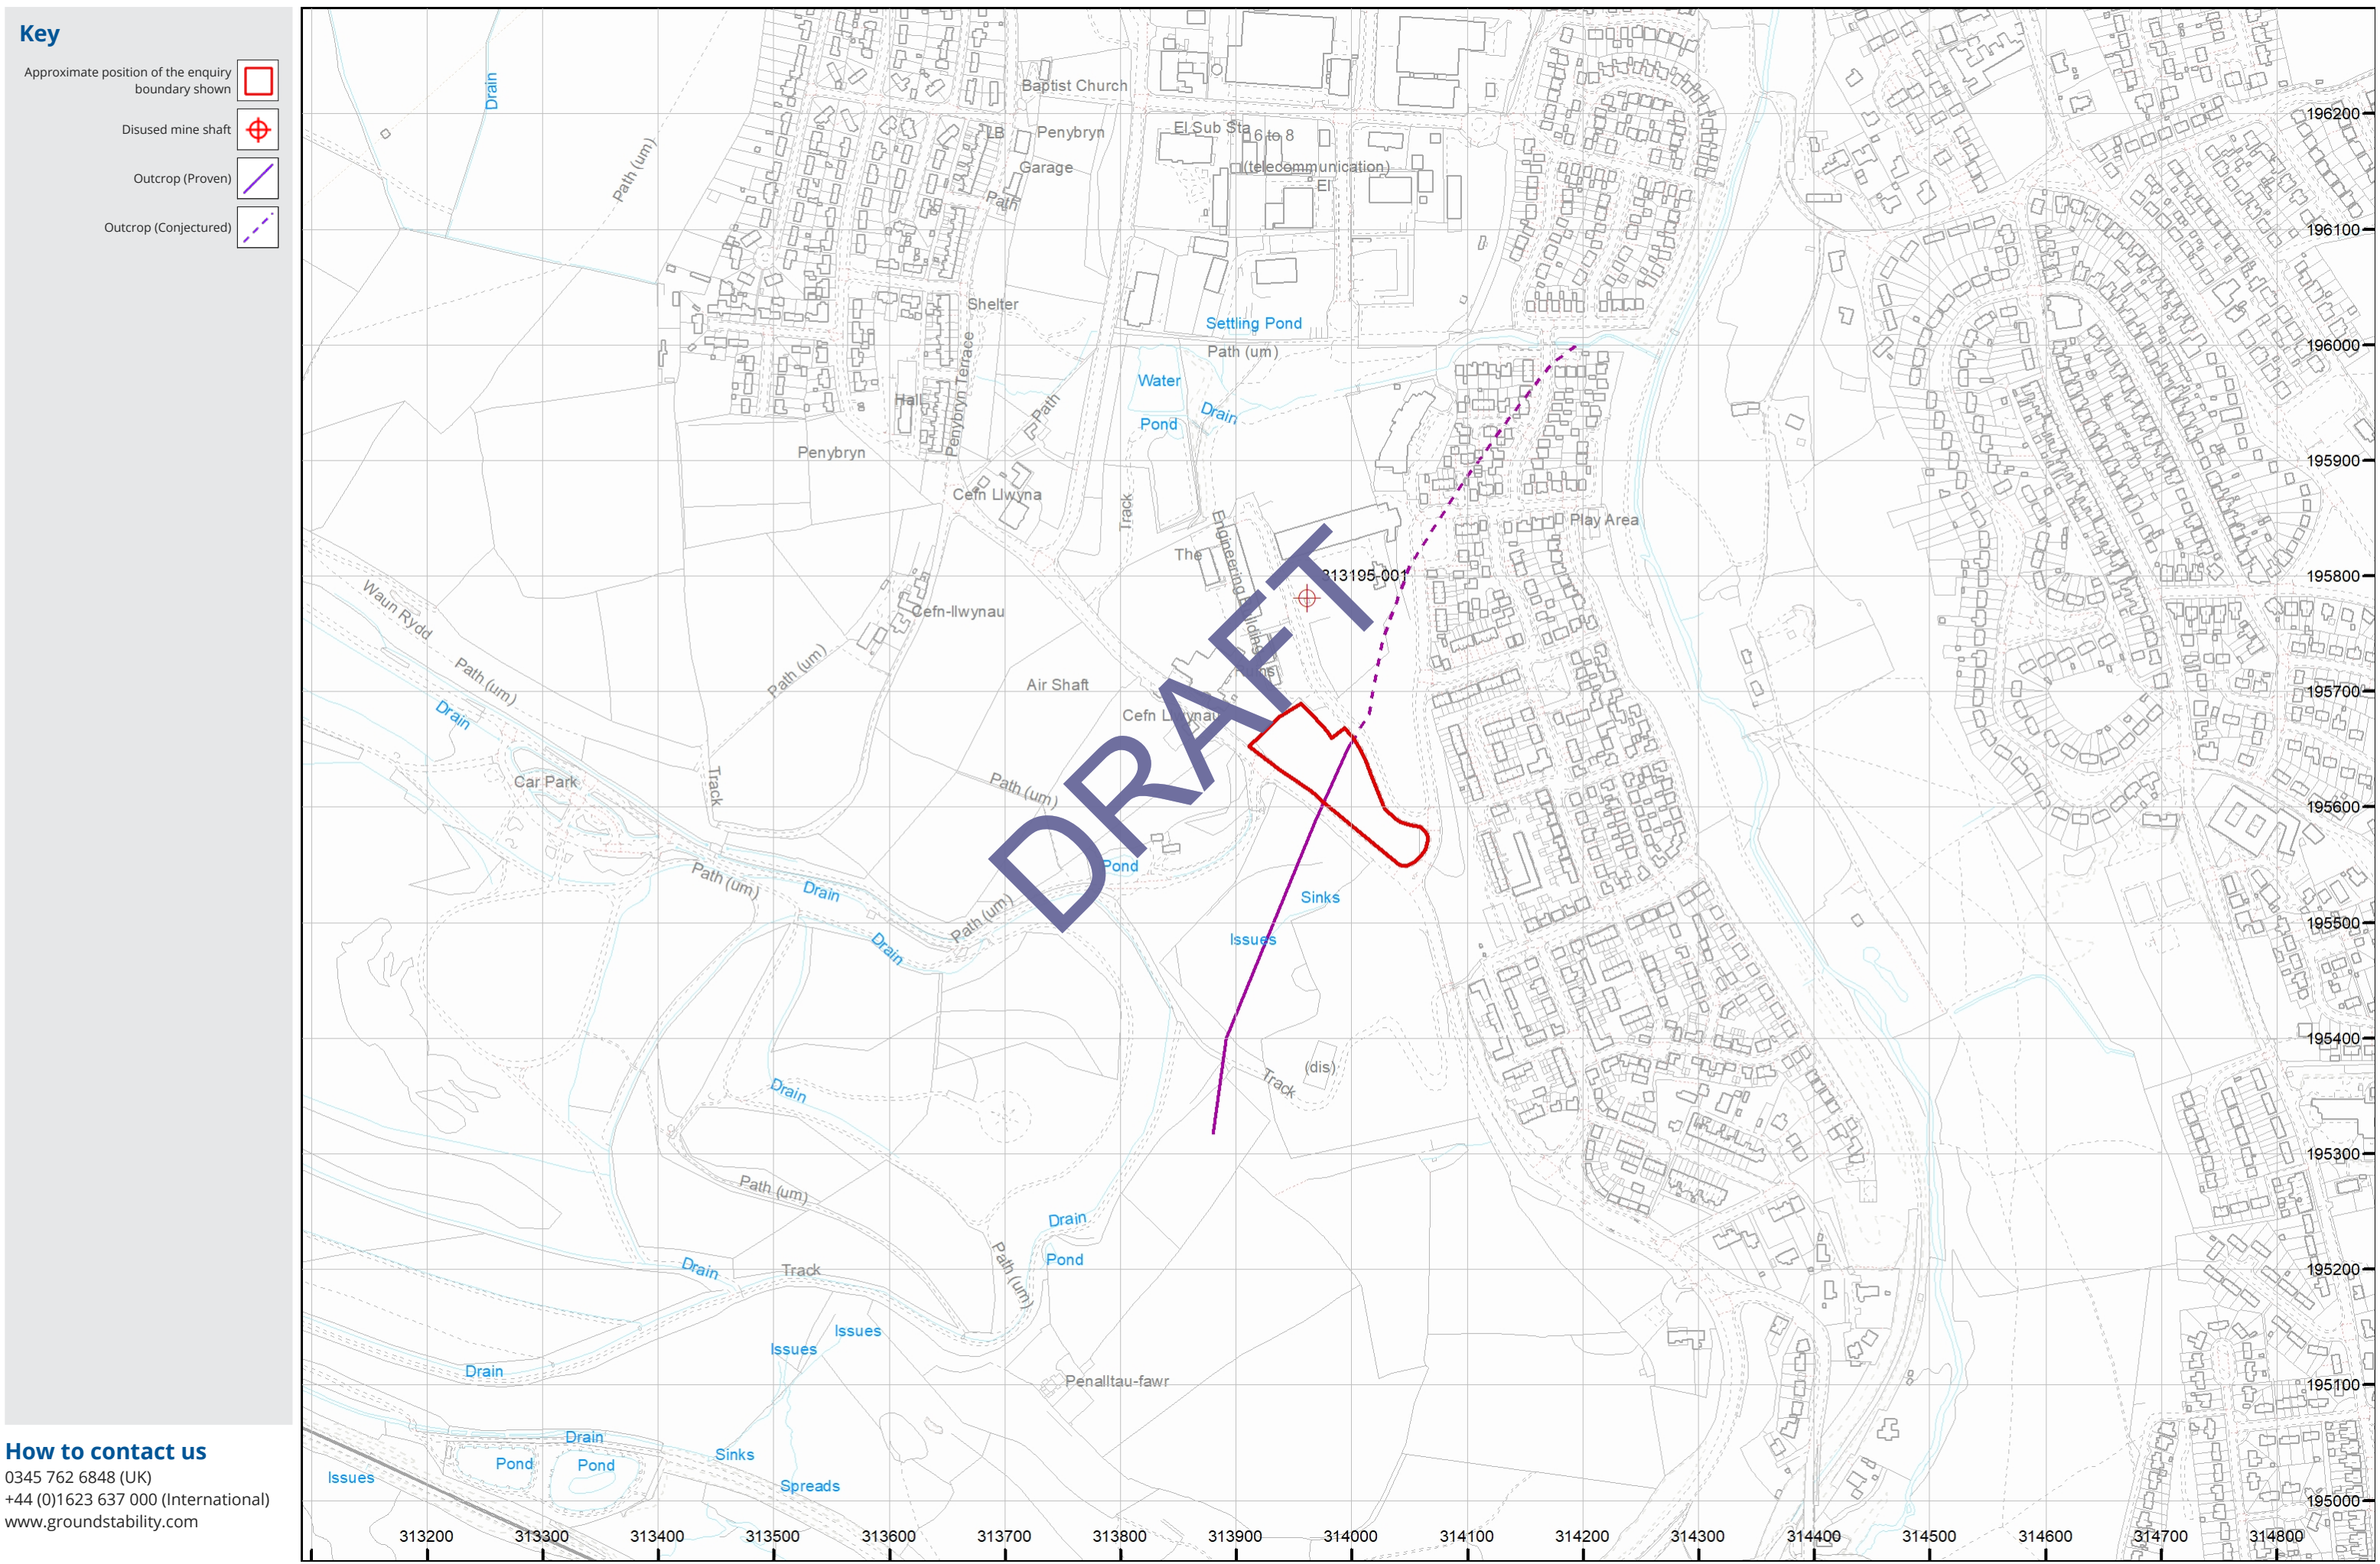 Key
Approximate position of the enquiry
boundary shown
Disused mine shaft
Outcrop (Proven)
Outcrop (Conjectured)
How to contact us
0345 762 6848 (UK)
+44 (0)1623 637 000 (International)
www.groundstability.com
Drain
Path (um)
Baptist Church
LB
Penybryn
Garage
Path
El Sub Sta
6 to 8
(telecommunication)
El
196200
196100
Shelter
Settling Pond
Path (um)
196000
Water
Pond
Drain
Penybryn Terrace
Hall
Path
Penybryn
195900
Cefn Llwyna
Track
Engineering
The
Play Area
313195-001
195800
Waun Rydd
Cefn-llwynau
Path (um)
Path (um)
Air Shaft
195700
Drain
Cefn Llwynau
DRAFT
Car Park
Track
Path (um)
195600
Pond
Path (um)
Drain
Path (um)
Sinks
195500
Drain
Issues
195400
Track
(dis)
Drain
195300
Path (um)
Drain
Pond
Path (um)
Drain
Track
195200
Issues
Issues
Drain
Penalltau-fawr
195100
Drain
Pond
Pond
Sinks
Issues
Spreads
195000
313200 313300 313400 313500 313600 313700 313800 313900 314000 314100 314200 314300 314400 314500 314600 314700 314800